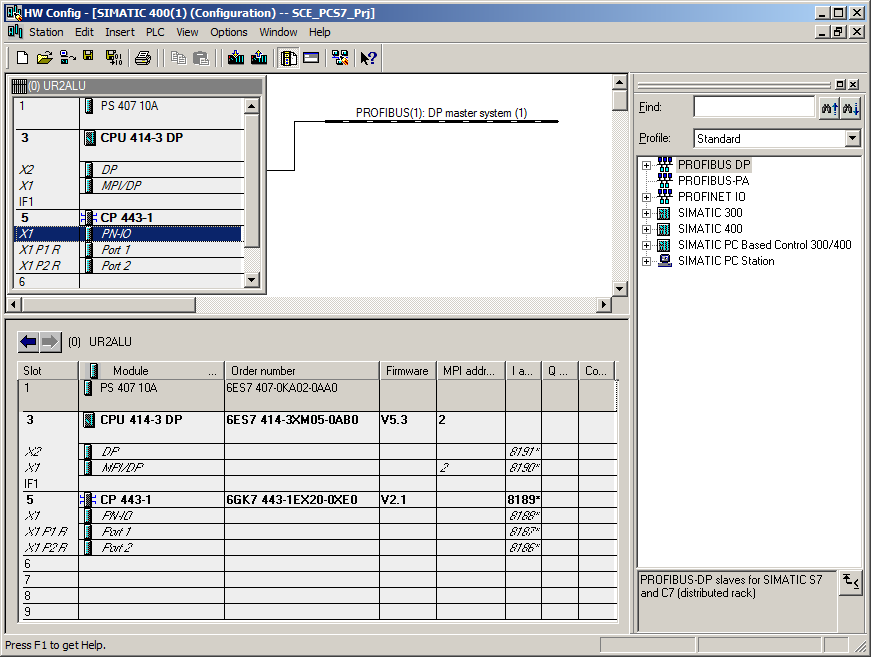 HW Config - [SIMATIC 400(1) (Configuration) -- SCE_PCS7_Prj]
Station Edit Insert PLC View Options Window Help
(0) UR2ALU
1 PS 407 10A
3 CPU 414-3 DP
X2 DP
X1 MPI/DP
IF1
5 CP 443-1
X1 PN-IO
X1 P1 R Port 1
X1 P2 R Port 2
6
PROFIBUS(1): DP master system (1)
Find:
Profile: Standard
PROFIBUS DP
PROFIBUS-PA
PROFINET IO
SIMATIC 300
SIMATIC 400
SIMATIC PC Based Control 300/400
SIMATIC PC Station
(0) UR2ALU
Slot Module ... Order number Firmware MPI addr... I a... Q ... Co...
1 PS 407 10A 6ES7 407-0KA02-0AA0
3 CPU 414-3 DP 6ES7 414-3XM05-0AB0 V5.3 2
X2 DP 8191*
X1 MPI/DP 2 8190*
IF1
5 CP 443-1 6GK7 443-1EX20-0XE0 V2.1 8189*
X1 PN-IO 8188*
X1 P1 R Port 1 8187*
X1 P2 R Port 2 8186*
6
7
8
9
PROFIBUS-DP slaves for SIMATIC S7
and C7 (distributed rack)
Press F1 to get Help.